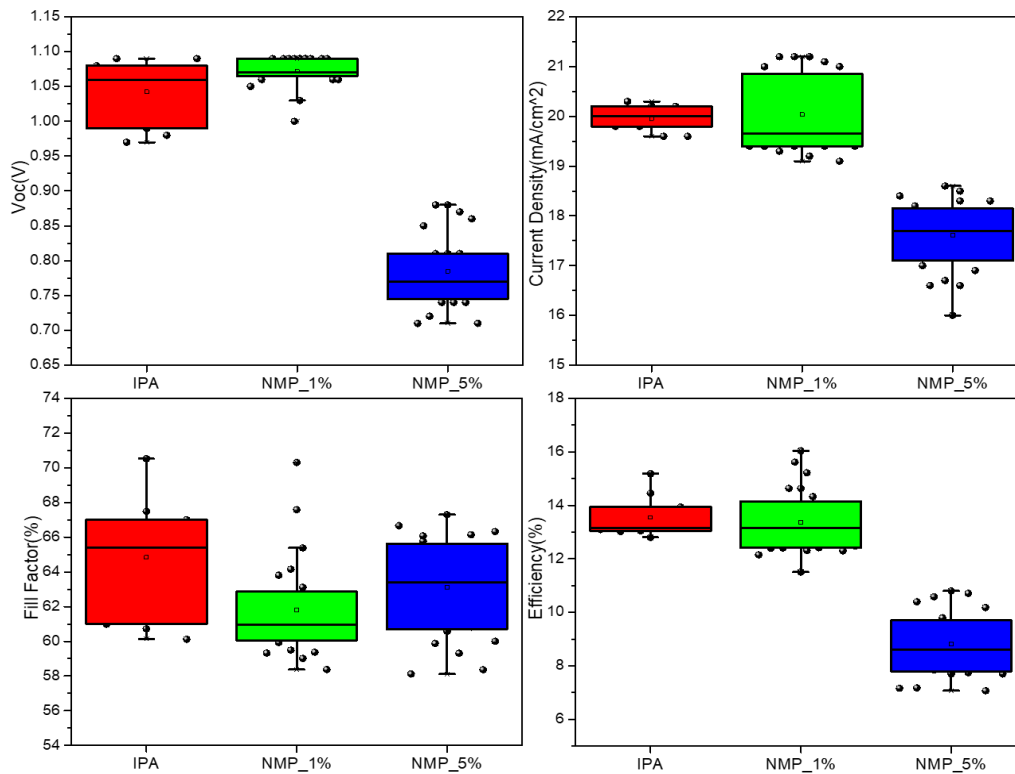 Voc(V)
1.15
1.10
1.05
1.00
0.95
0.90
0.85
0.80
0.75
0.70
0.65
IPA
NMP_1%
NMP_5%
Current Density(mA/cm^2)
22
21
20
19
18
17
16
15
IPA
NMP_1%
NMP_5%
Fill Factor(%)
74
72
70
68
66
64
62
60
58
56
54
IPA
NMP_1%
NMP_5%
Efficiency(%)
18
16
14
12
10
8
6
IPA
NMP_1%
NMP_5%